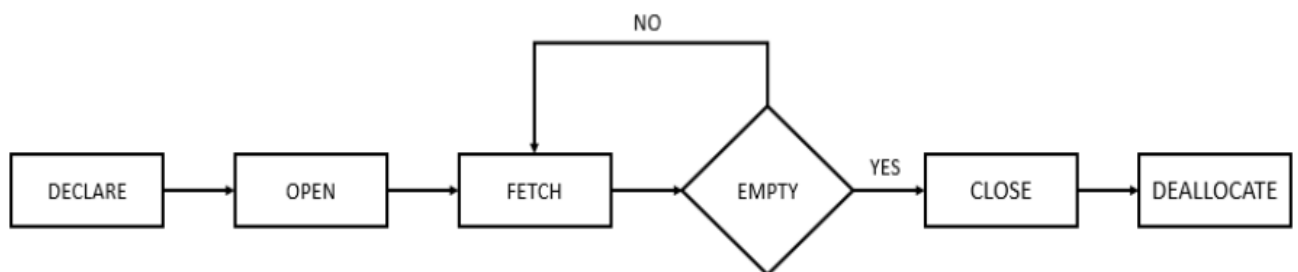 NO
DECLARE
OPEN
FETCH
EMPTY
YES
CLOSE
DEALLOCATE